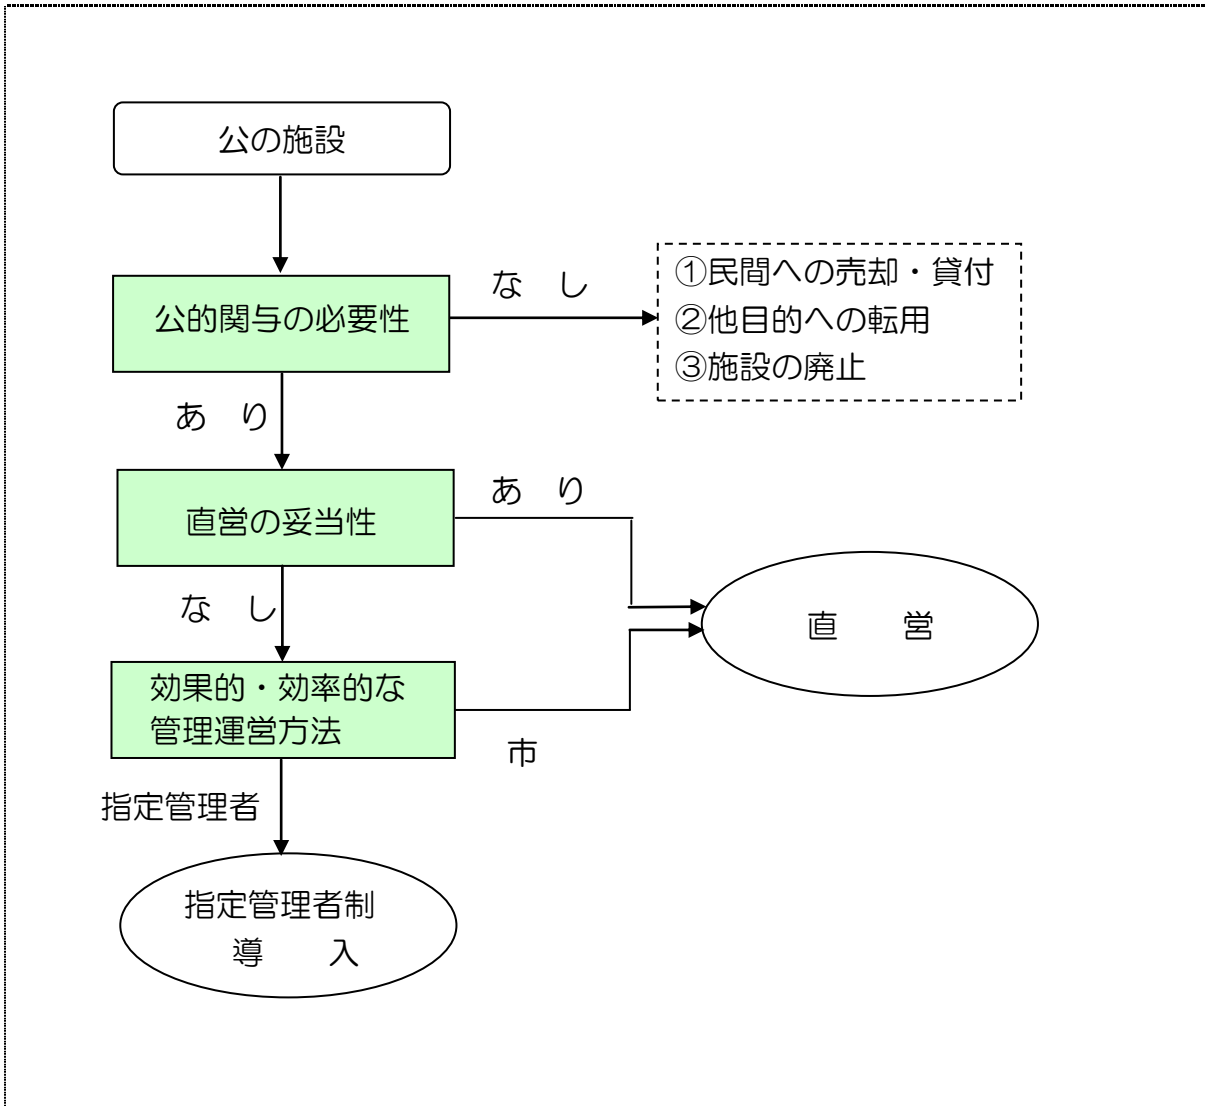 公の施設
公的関与の必要性
な し
①民間への売却・貸付
②他目的への転用
③施設の廃止
あ り
直営の妥当性
あ り
な し
直 営
効果的・効率的な
管理運営方法
市
指定管理者
指定管理者制
導 入